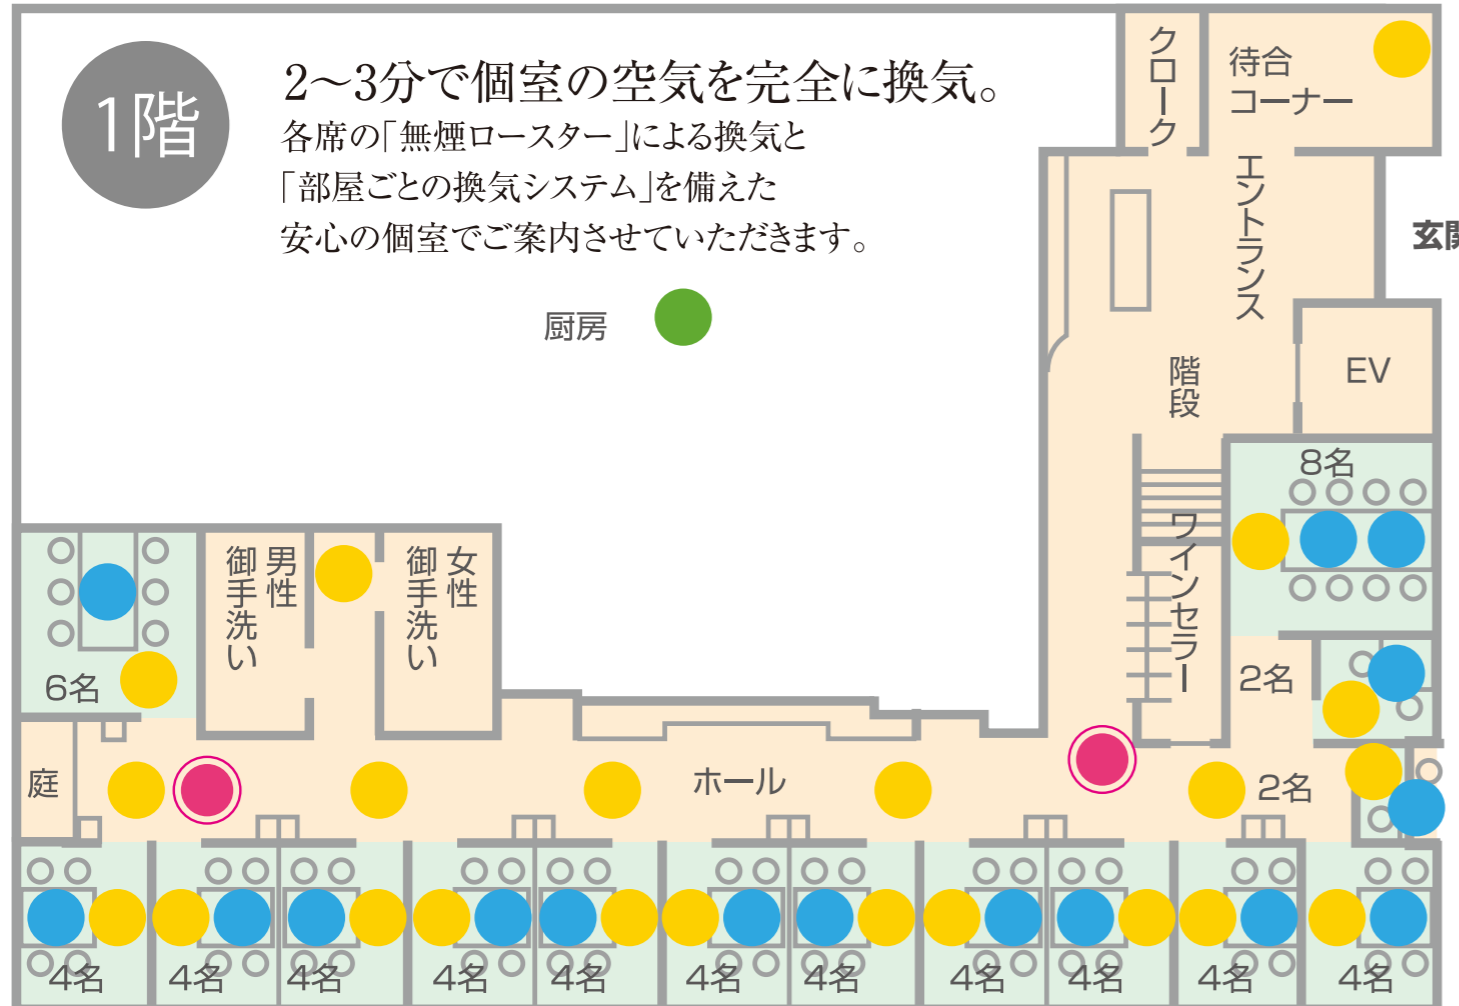 1階
2〜3分で個室の空気を完全に換気。
各席の「無煙ロースター」による換気と
「部屋ごとの換気システム」を備えた
安心の個室でご案内させていただきます。
クローク
待合
コーナー
エントランス
玄関
厨房
階段
EV
8名
ワインセラー
6名
男性
御手洗い
女性
御手洗い
2名
庭
ホール
2名
4名
4名
4名
4名
4名
4名
4名
4名
4名
4名
4名